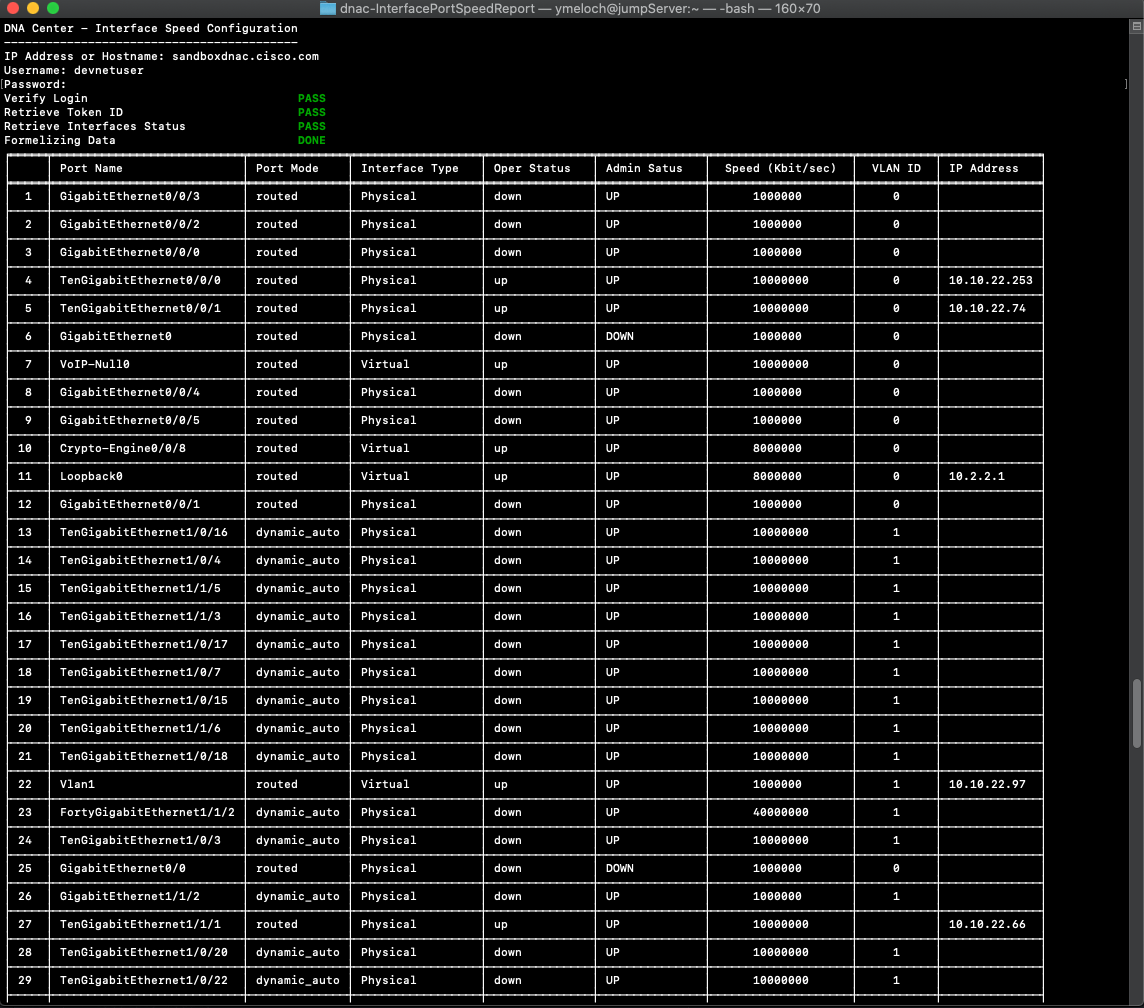 dnac-InterfacePortSpeedReport — ymeloch@jumpServer:~ — -bash — 160×70
DNA Center – Interface Speed Configuration
------------------------------------------
IP Address or Hostname: sandboxdnac.cisco.com
Username: devnetuser
[Password: ]
Verify Login PASS
Retrieve Token ID PASS
Retrieve Interfaces Status PASS
Formelizing Data DONE
Port Name Port Mode Interface Type Oper Status Admin Satus Speed (Kbit/sec) VLAN ID IP Address
1 GigabitEthernet0/0/3 routed Physical down UP 1000000 0
2 GigabitEthernet0/0/2 routed Physical down UP 1000000 0
3 GigabitEthernet0/0/0 routed Physical down UP 1000000 0
4 TenGigabitEthernet0/0/0 routed Physical up UP 10000000 0 10.10.22.253
5 TenGigabitEthernet0/0/1 routed Physical up UP 10000000 0 10.10.22.74
6 GigabitEthernet0 routed Physical down DOWN 1000000 0
7 VoIP-Null0 routed Virtual up UP 10000000 0
8 GigabitEthernet0/0/4 routed Physical down UP 1000000 0
9 GigabitEthernet0/0/5 routed Physical down UP 1000000 0
10 Crypto-Engine0/0/8 routed Virtual up UP 8000000 0
11 Loopback0 routed Virtual up UP 8000000 0 10.2.2.1
12 GigabitEthernet0/0/1 routed Physical down UP 1000000 0
13 TenGigabitEthernet1/0/16 dynamic_auto Physical down UP 10000000 1
14 TenGigabitEthernet1/0/4 dynamic_auto Physical down UP 10000000 1
15 TenGigabitEthernet1/1/5 dynamic_auto Physical down UP 10000000 1
16 TenGigabitEthernet1/1/3 dynamic_auto Physical down UP 10000000 1
17 TenGigabitEthernet1/0/17 dynamic_auto Physical down UP 10000000 1
18 TenGigabitEthernet1/0/7 dynamic_auto Physical down UP 10000000 1
19 TenGigabitEthernet1/0/15 dynamic_auto Physical down UP 10000000 1
20 TenGigabitEthernet1/1/6 dynamic_auto Physical down UP 10000000 1
21 TenGigabitEthernet1/0/18 dynamic_auto Physical down UP 10000000 1
22 Vlan1 routed Virtual up UP 1000000 1 10.10.22.97
23 FortyGigabitEthernet1/1/2 dynamic_auto Physical down UP 40000000 1
24 TenGigabitEthernet1/0/3 dynamic_auto Physical down UP 10000000 1
25 GigabitEthernet0/0 routed Physical down DOWN 1000000 0
26 GigabitEthernet1/1/2 dynamic_auto Physical down UP 1000000 1
27 TenGigabitEthernet1/1/1 routed Physical up UP 10000000 10.10.22.66
28 TenGigabitEthernet1/0/20 dynamic_auto Physical down UP 10000000 1
29 TenGigabitEthernet1/0/22 dynamic_auto Physical down UP 10000000 1